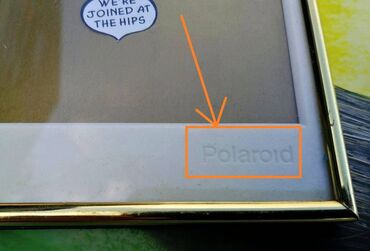 WE'RE
JOINED AT
THE HIPS
Polaroid